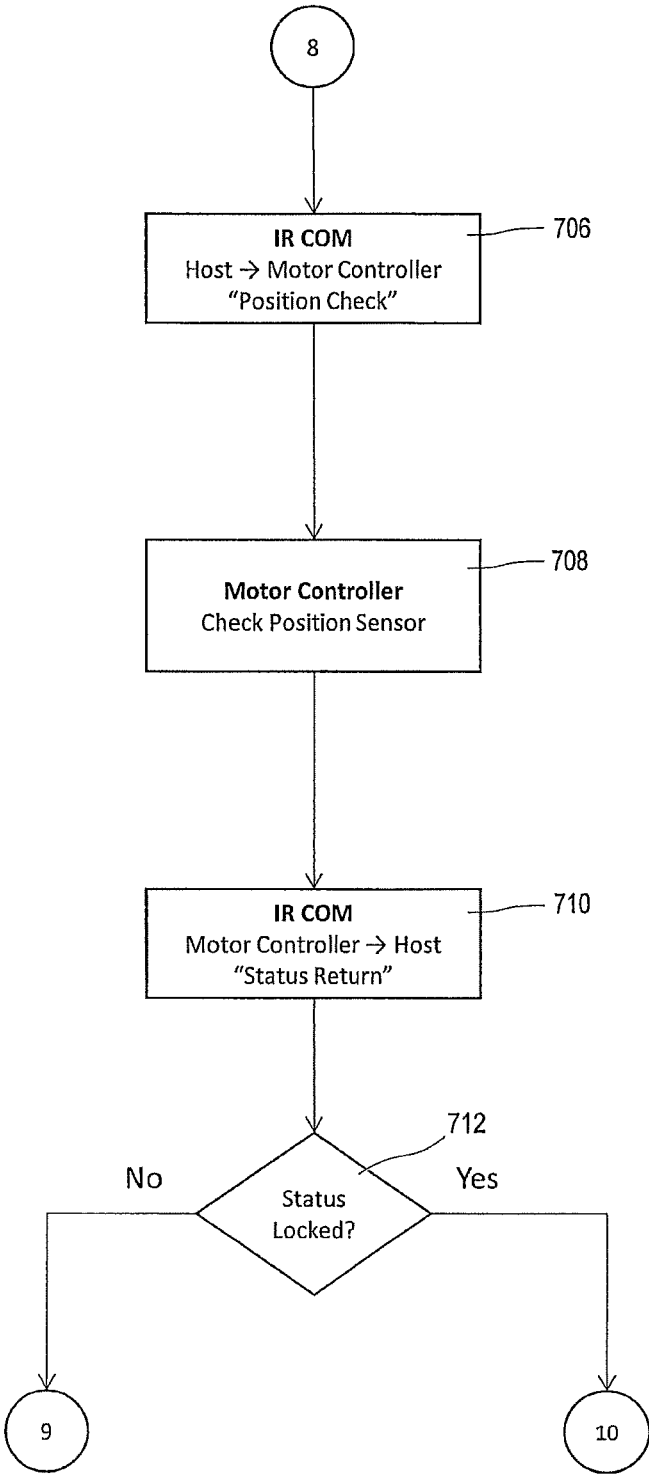 8
IR COM
Host → Motor Controller
“Position Check”
706
Motor Controller
Check Position Sensor
708
IR COM
Motor Controller → Host
“Status Return”
710
712
No
Status
Locked?
Yes
9
10